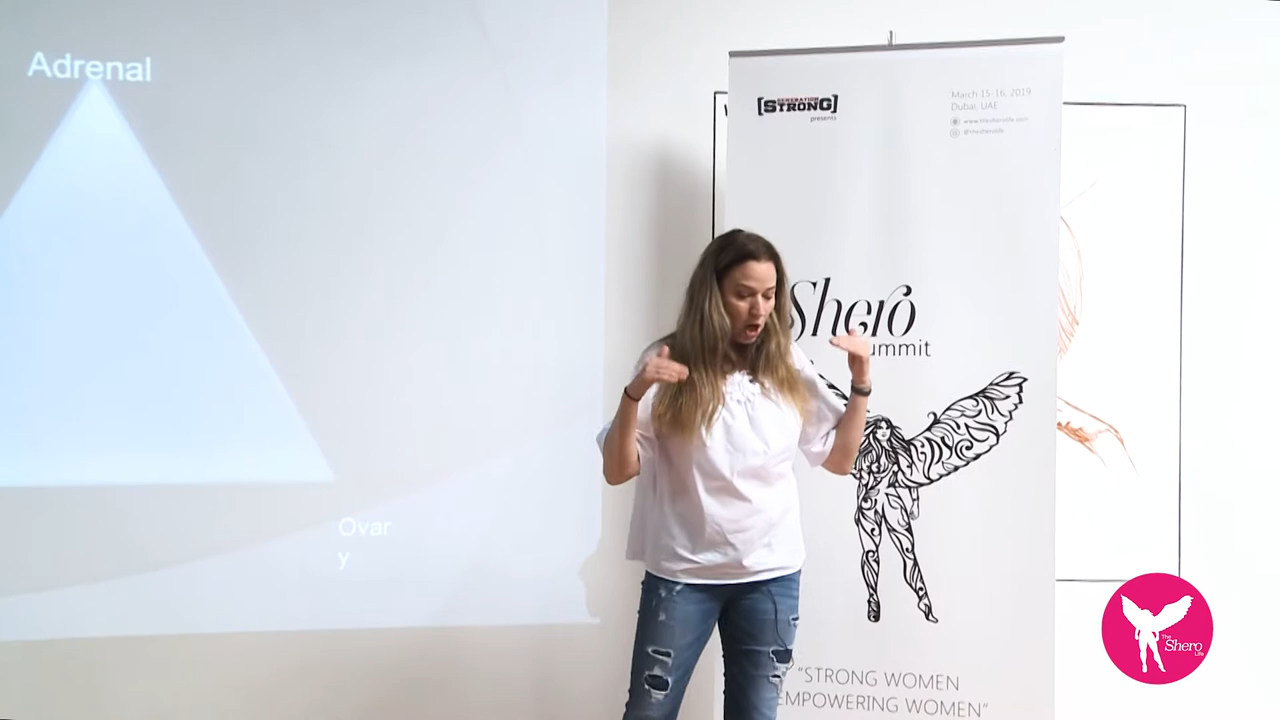 Adrenal
Ovar
y
GENERATION
[STRONG]
presents
March 15-16, 2019
Dubai, UAE
@thesherolife
Shero
ummit
"STRONG WOMEN
EMPOWERING WOMEN"
The
Shero
Life